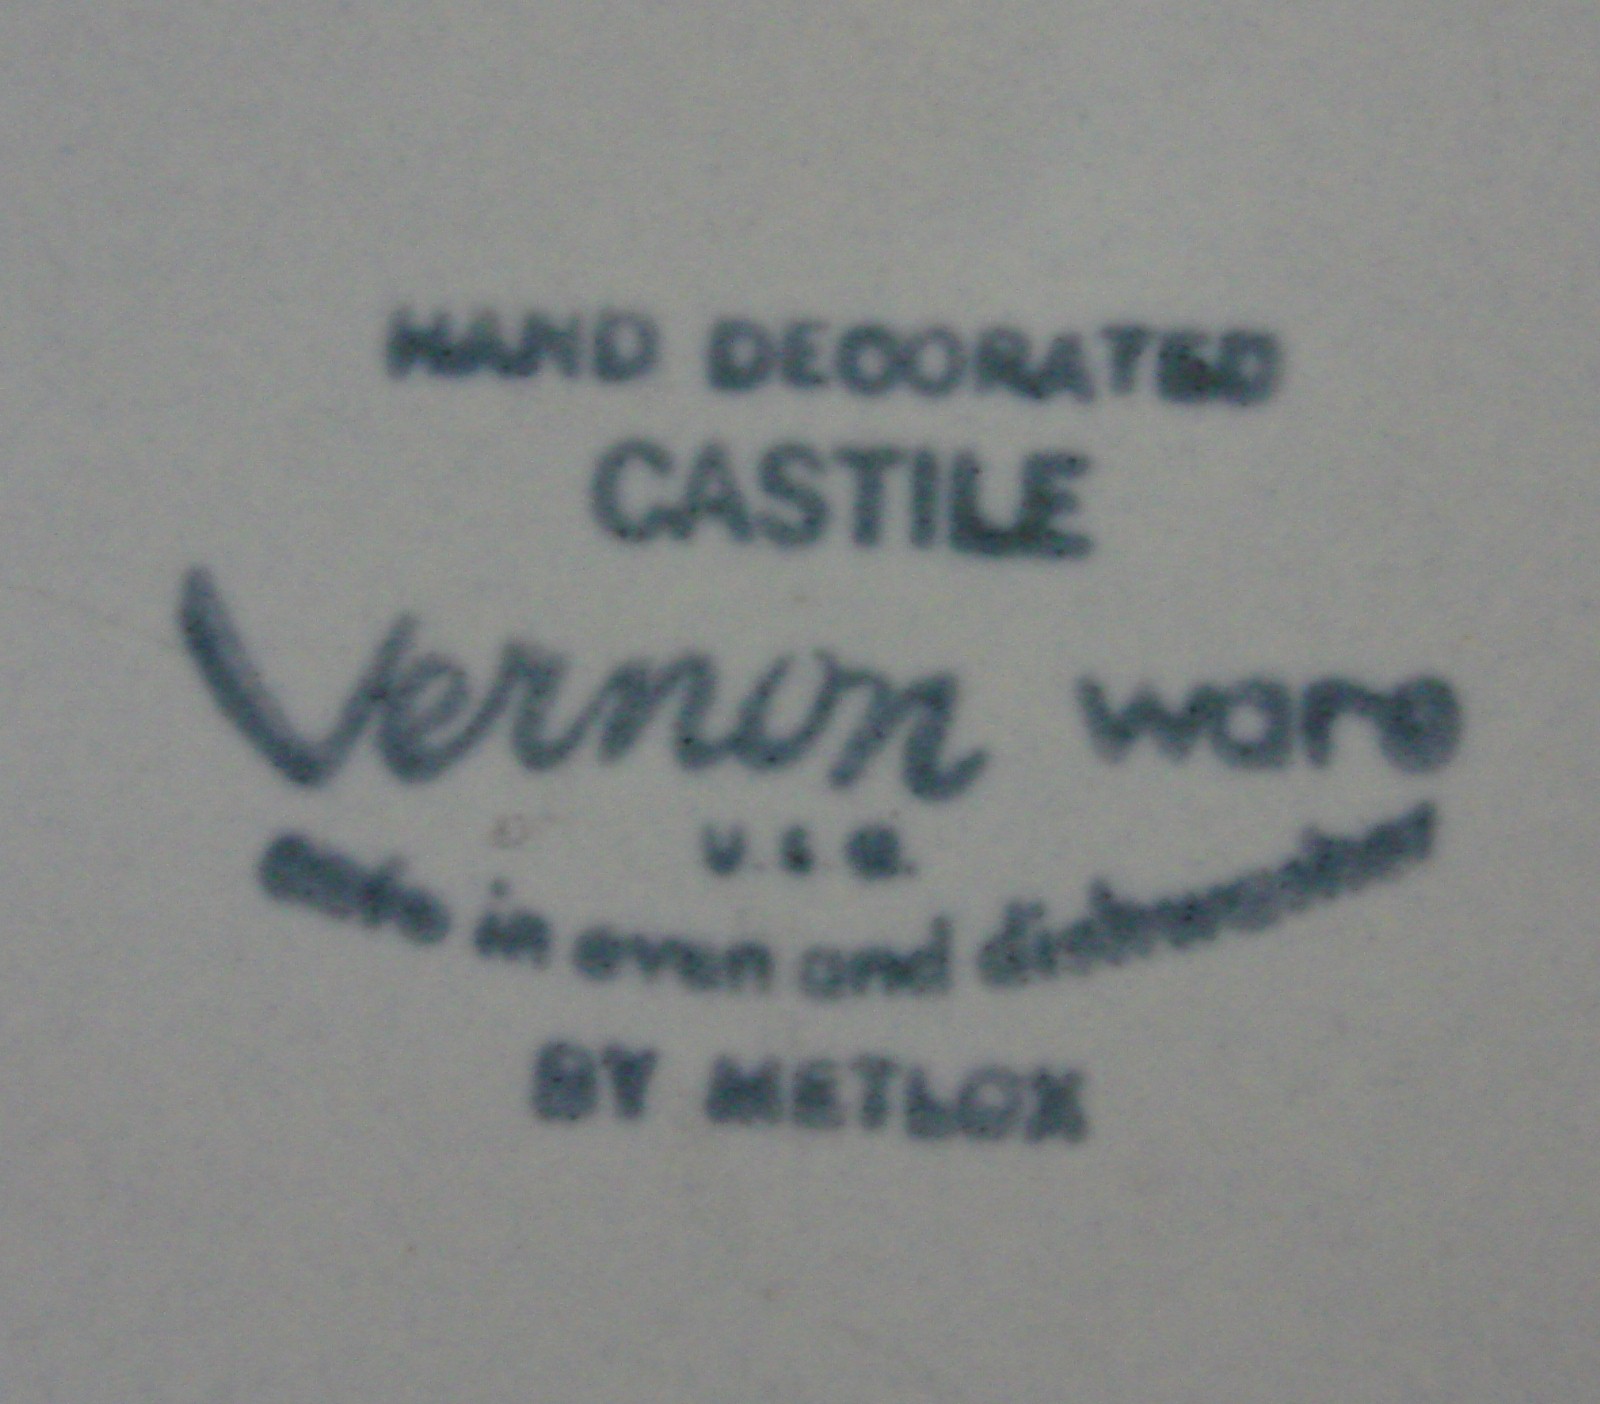 HAND DECORATED
CASTILE
Vernon ware
U.S.A.
safe in oven and dishwasher
BY METLOX